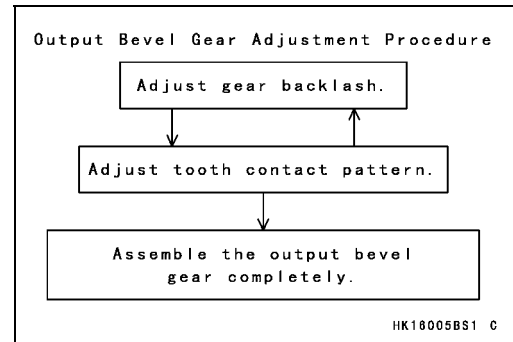 Output Bevel Gear Adjustment Procedure
Adjust gear backlash.
Adjust tooth contact pattern.
Assemble the output bevel
gear completely.
HK16005BS1 C